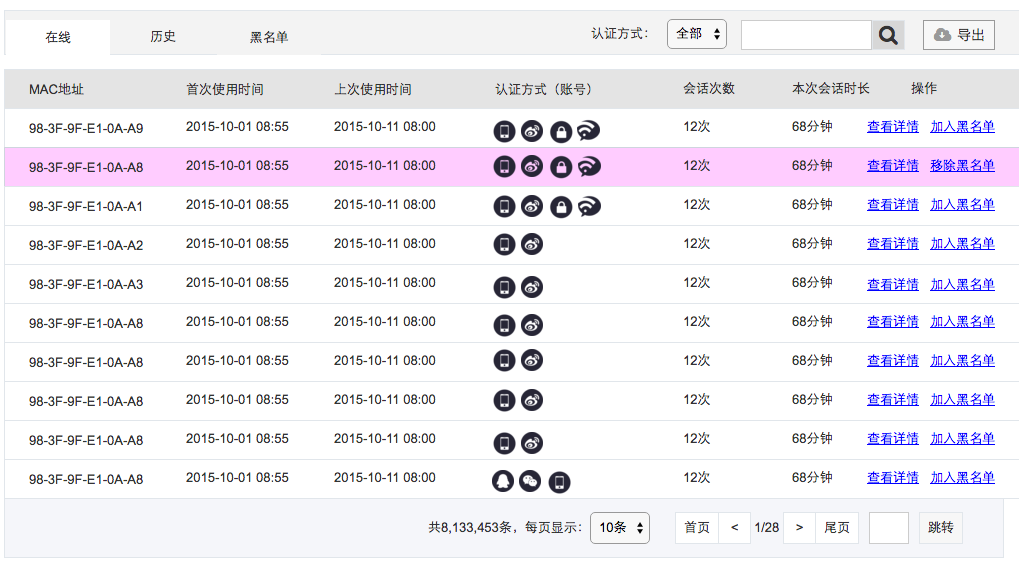 在线 历史 黑名单 认证方式： 全部 导出
MAC地址 首次使用时间 上次使用时间 认证方式（账号） 会话次数 本次会话时长 操作
98-3F-9F-E1-0A-A9 2015-10-01 08:55 2015-10-11 08:00 12次 68分钟 查看详情 加入黑名单
98-3F-9F-E1-0A-A8 2015-10-01 08:55 2015-10-11 08:00 12次 68分钟 查看详情 移除黑名单
98-3F-9F-E1-0A-A1 2015-10-01 08:55 2015-10-11 08:00 12次 68分钟 查看详情 加入黑名单
98-3F-9F-E1-0A-A2 2015-10-01 08:55 2015-10-11 08:00 12次 68分钟 查看详情 加入黑名单
98-3F-9F-E1-0A-A3 2015-10-01 08:55 2015-10-11 08:00 12次 68分钟 查看详情 加入黑名单
98-3F-9F-E1-0A-A8 2015-10-01 08:55 2015-10-11 08:00 12次 68分钟 查看详情 加入黑名单
98-3F-9F-E1-0A-A8 2015-10-01 08:55 2015-10-11 08:00 12次 68分钟 查看详情 加入黑名单
98-3F-9F-E1-0A-A8 2015-10-01 08:55 2015-10-11 08:00 12次 68分钟 查看详情 加入黑名单
98-3F-9F-E1-0A-A8 2015-10-01 08:55 2015-10-11 08:00 12次 68分钟 查看详情 加入黑名单
98-3F-9F-E1-0A-A8 2015-10-01 08:55 2015-10-11 08:00 12次 68分钟 查看详情 加入黑名单
共8,133,453条，每页显示： 10条 首页 < 1/28 > 尾页 跳转